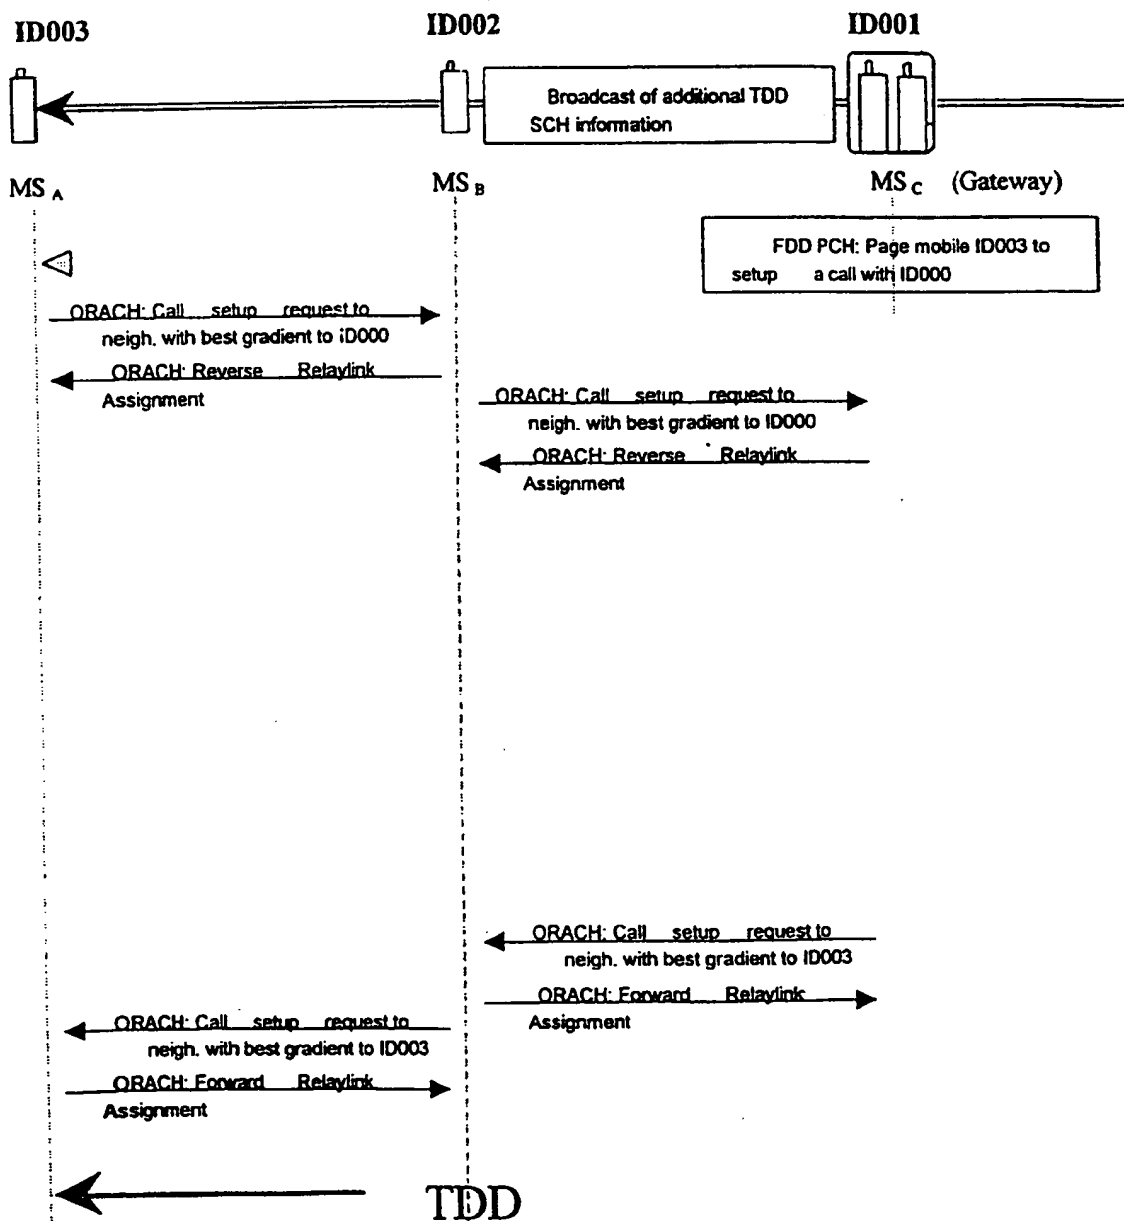 ID003
ID002
ID001
Broadcast of additional TDD
SCH information
MS A
MS B
MS C (Gateway)
FDD PCH: Page mobile ID003 to
setup a call with ID000
ORACH: Call setup request to
neigh. with best gradient to ID000
ORACH: Reverse Relaylink
Assignment
ORACH: Call setup request to
neigh. with best gradient to ID000
ORACH: Reverse Relaylink
Assignment
ORACH: Call setup request to
neigh. with best gradient to ID003
ORACH: Forward Relaylink
Assignment
ORACH: Call setup request to
neigh. with best gradient to ID003
ORACH: Forward Relaylink
Assignment
TDD